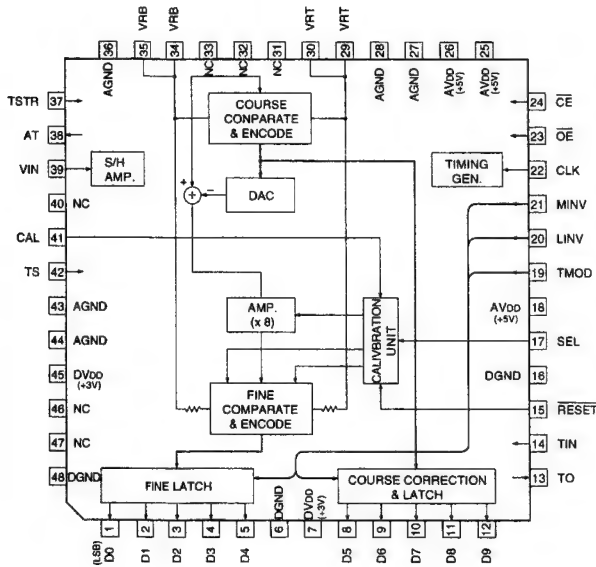 VRB VRB VRT VRT
36 35 34 33 32 31 30 29 28 27 26 25
AGND NC NC NC AGND AGND AVDD (+5V) AVDD (+5V)
TSTR 37
AT 38
VIN 39
40 NC
CAL 41
TS 42
43 AGND
44 AGND
45 DVDD (+3V)
46 NC
47 NC
48 DGND
COURSE
CONPARATE
& ENCODE
S/H
AMP.
TIMING
GEN.
+ −
+
DAC
AMP.
(x 8)
CALIVBRATION
UNIT
FINE
COMPARATE
& ENCODE
FINE LATCH
COURSE CORRECTION
& LATCH
24 CE
23 OE
22 CLK
21 MINV
20 LINV
19 TMOD
AVDD (+5V) 18
17 SEL
DGND 16
15 RESET
14 TIN
13 TO
DGND DVDD (+3V)
1 2 3 4 5 6 7 8 9 10 11 12
(LSB) D0 D1 D2 D3 D4 D5 D6 D7 D8 D9